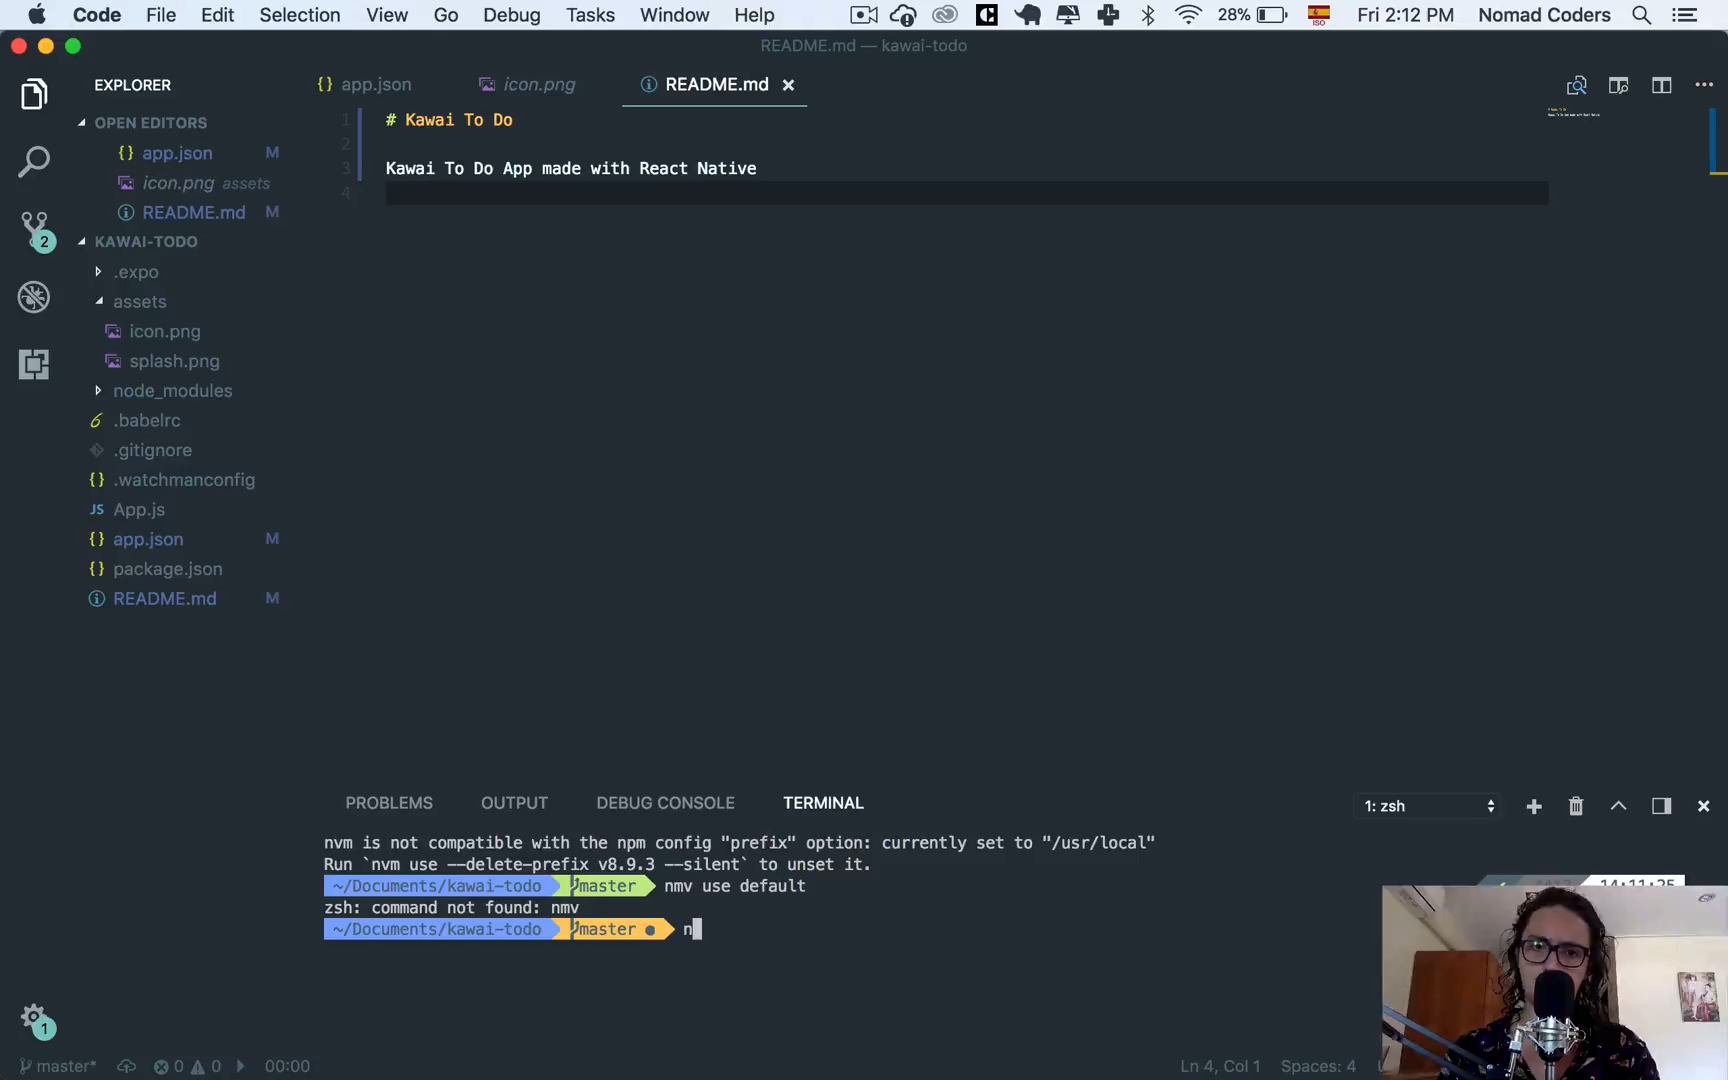 Code File Edit Selection View Go Debug Tasks Window Help 28% ISO Fri 2:12 PM Nomad Coders
README.md — kawai-todo
EXPLORER
{} app.json icon.png README.md
OPEN EDITORS
{} app.json M
icon.png assets
README.md M
KAWAI-TODO
.expo
assets
icon.png
splash.png
node_modules
.babelrc
.gitignore
{} .watchmanconfig
JS App.js
{} app.json M
{} package.json
README.md M
2
1
1 # Kawai To Do
2
3 Kawai To Do App made with React Native
4
PROBLEMS OUTPUT DEBUG CONSOLE TERMINAL 1: zsh
nvm is not compatible with the npm config "prefix" option: currently set to "/usr/local"
Run `nvm use --delete-prefix v8.9.3 --silent` to unset it.
~/Documents/kawai-todo master nmv use default 14:11:25
zsh: command not found: nmv
~/Documents/kawai-todo master ● n
master* 0 0 00:00 Ln 4, Col 1 Spaces: 4